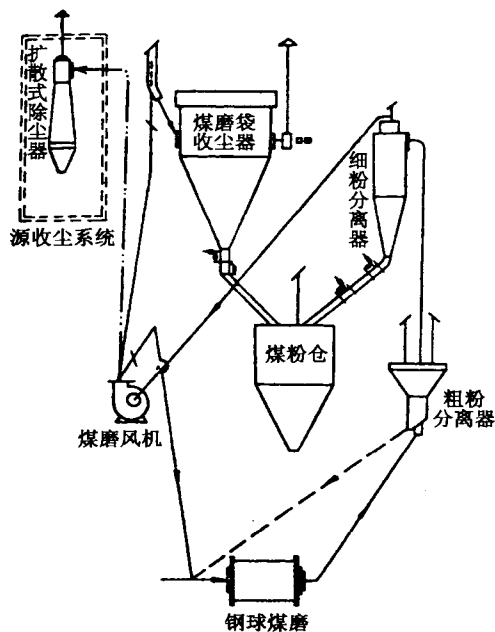 扩散式除尘器
源收尘系统
煤磨袋
收尘器
细粉分离器
煤粉仓
粗粉
分离器
煤磨风机
钢球煤磨